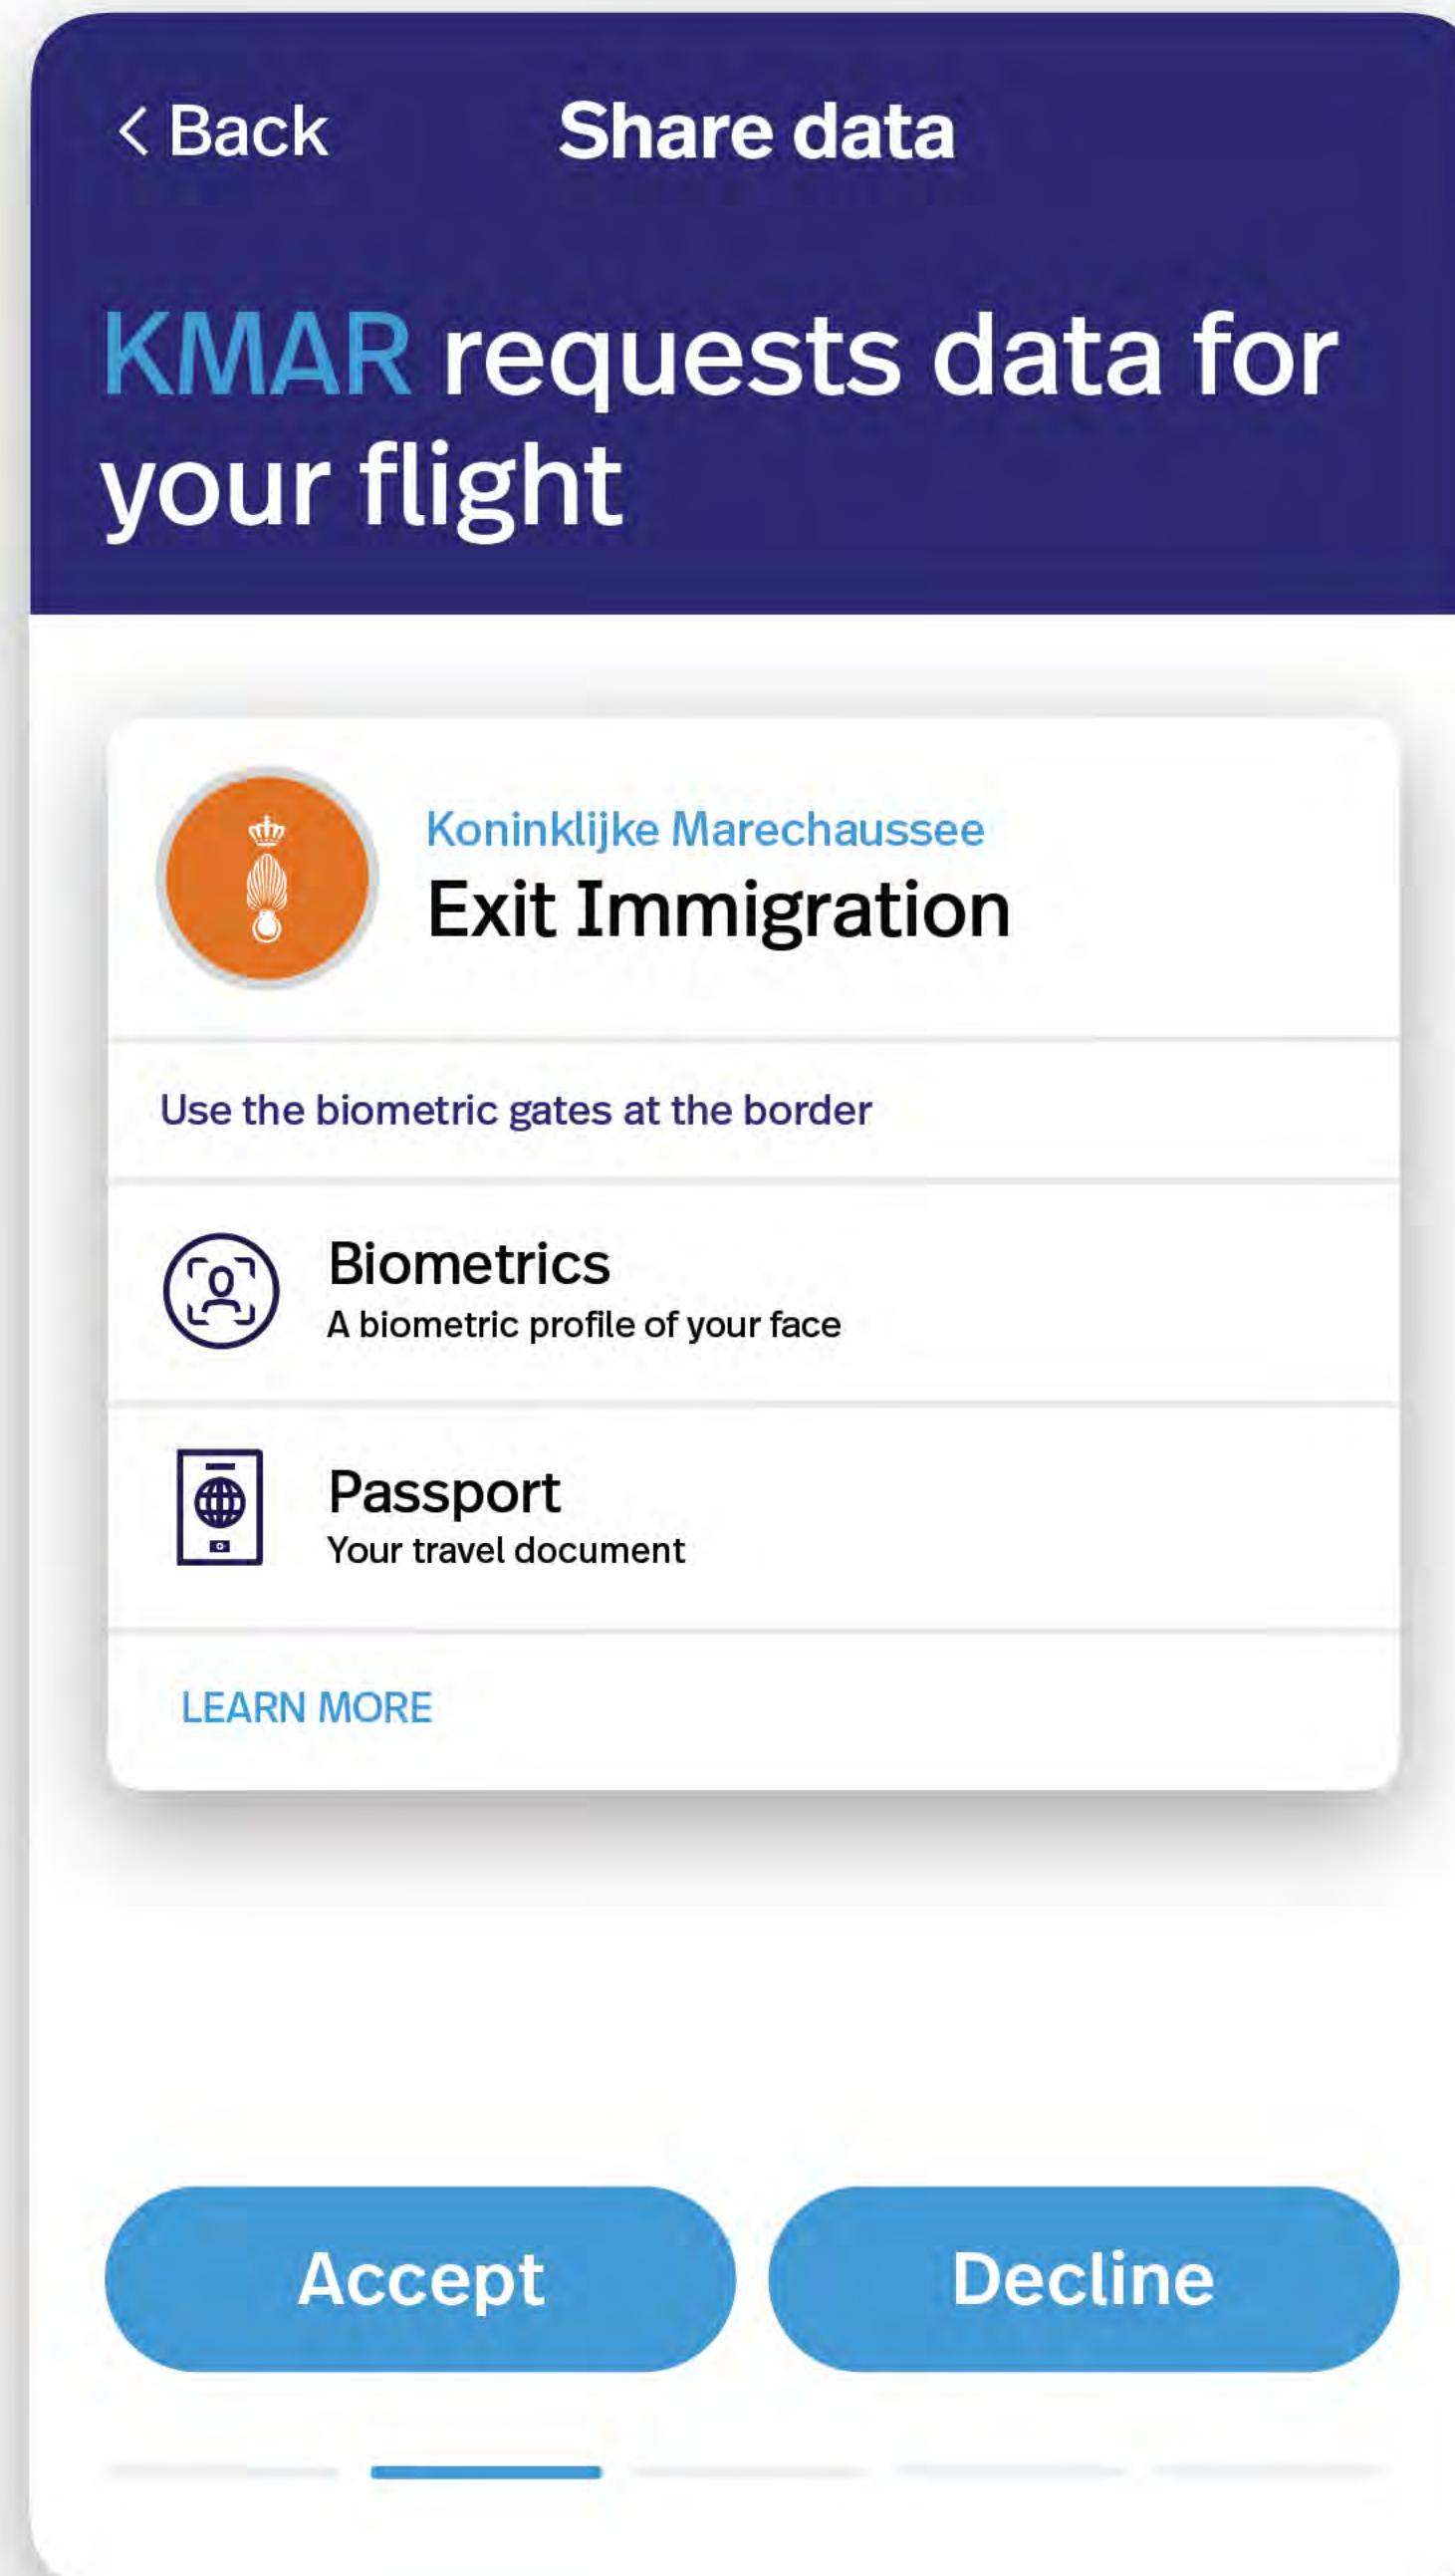 < Back
Share data
KMAR requests data for
your flight
Koninklijke Marechaussee
Exit Immigration
Use the biometric gates at the border
Biometrics
A biometric profile of your face
Passport
Your travel document
LEARN MORE
Accept
Decline